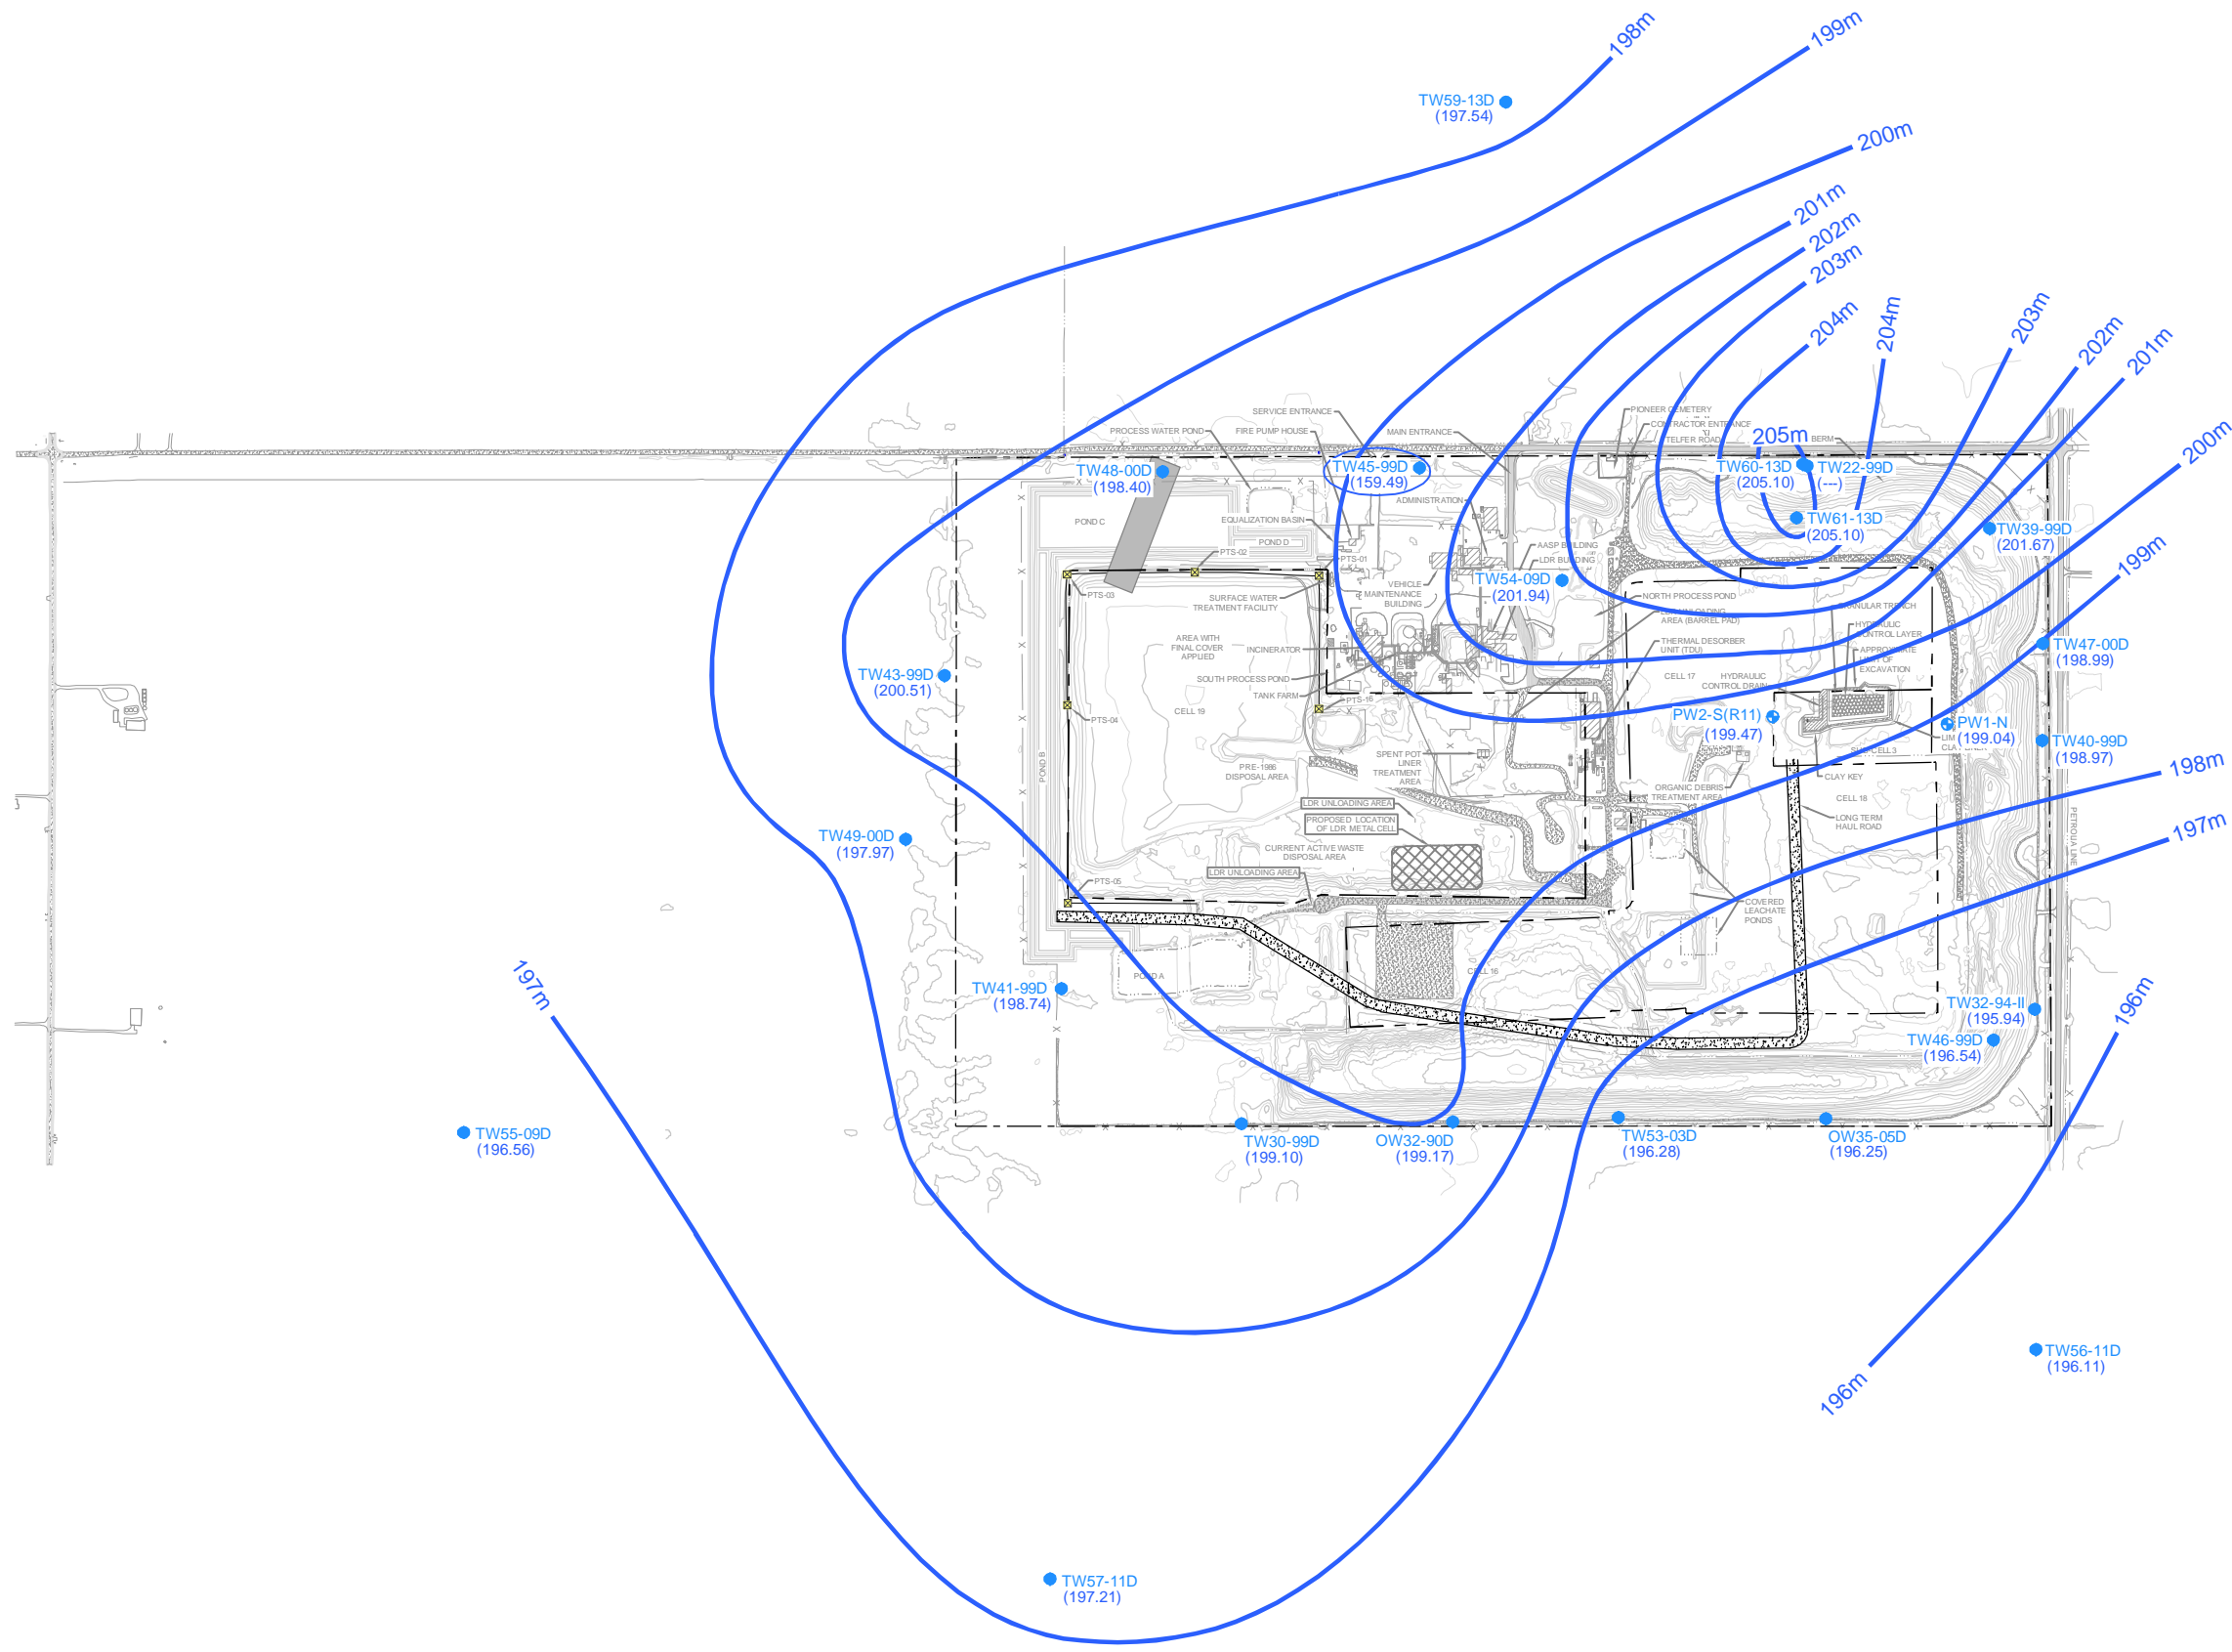 198m
199m
TW59-13D
(197.54)
200m
201m
202m
203m
204m
204m
203m
202m
201m
200m
199m
205m
SERVICE ENTRANCE
PROCESS WATER POND
FIRE PUMP HOUSE
MAIN ENTRANCE
PIONEER CEMETERY
CONTRACTOR ENTRANCE
TELFER ROAD
BERM
TW48-00D
(198.40)
TW45-99D
(159.49)
TW60-13D
(205.10)
TW22-99D
(---)
TW61-13D
(205.10)
TW39-99D
(201.67)
ADMINISTRATION
POND C
EQUALIZATION BASIN
POND D
PTS-02
PTS-01
AASP BUILDING
LDR BUILDING
TW54-09D
(201.94)
VEHICLE
MAINTENANCE
BUILDING
PTS-03
SURFACE WATER
TREATMENT FACILITY
NORTH PROCESS POND
LDR UNLOADING
AREA (BARREL PAD)
GRANULAR TRENCH
HYDRAULIC
CONTROL LAYER
AREA WITH
FINAL COVER
APPLIED
INCINERATOR
THERMAL DESORBER
UNIT (TDU)
APPROXIMATE
LIMIT OF
EXCAVATION
TW47-00D
(198.99)
TW43-99D
(200.51)
SOUTH PROCESS POND
TANK FARM
PTS-16
CELL 17
HYDRAULIC
CONTROL DRAIN
PTS-04
CELL 19
PW2-S(R11)
(199.47)
PW1-N
(199.04)
TW40-99D
(198.97)
SUB-CELL 3
CLAY KEY
198m
POND B
PRE-1986
DISPOSAL AREA
SPENT POT
LINER
TREATMENT
AREA
ORGANIC DEBRIS
TREATMENT AREA
CELL 18
LONG TERM
HAUL ROAD
PETROLIA LINE
197m
LDR UNLOADING AREA
PROPOSED LOCATION
OF LDR METAL CELL
TW49-00D
(197.97)
CURRENT ACTIVE WASTE
DISPOSAL AREA
LDR UNLOADING AREA
PTS-05
COVERED
LEACHATE
PONDS
197m
POND A
CELL 16
TW41-99D
(198.74)
TW32-94-II
(195.94)
196m
TW46-99D
(196.54)
TW55-09D
(196.56)
TW30-99D
(199.10)
OW32-90D
(199.17)
TW53-03D
(196.28)
OW35-05D
(196.25)
TW56-11D
(196.11)
196m
TW57-11D
(197.21)